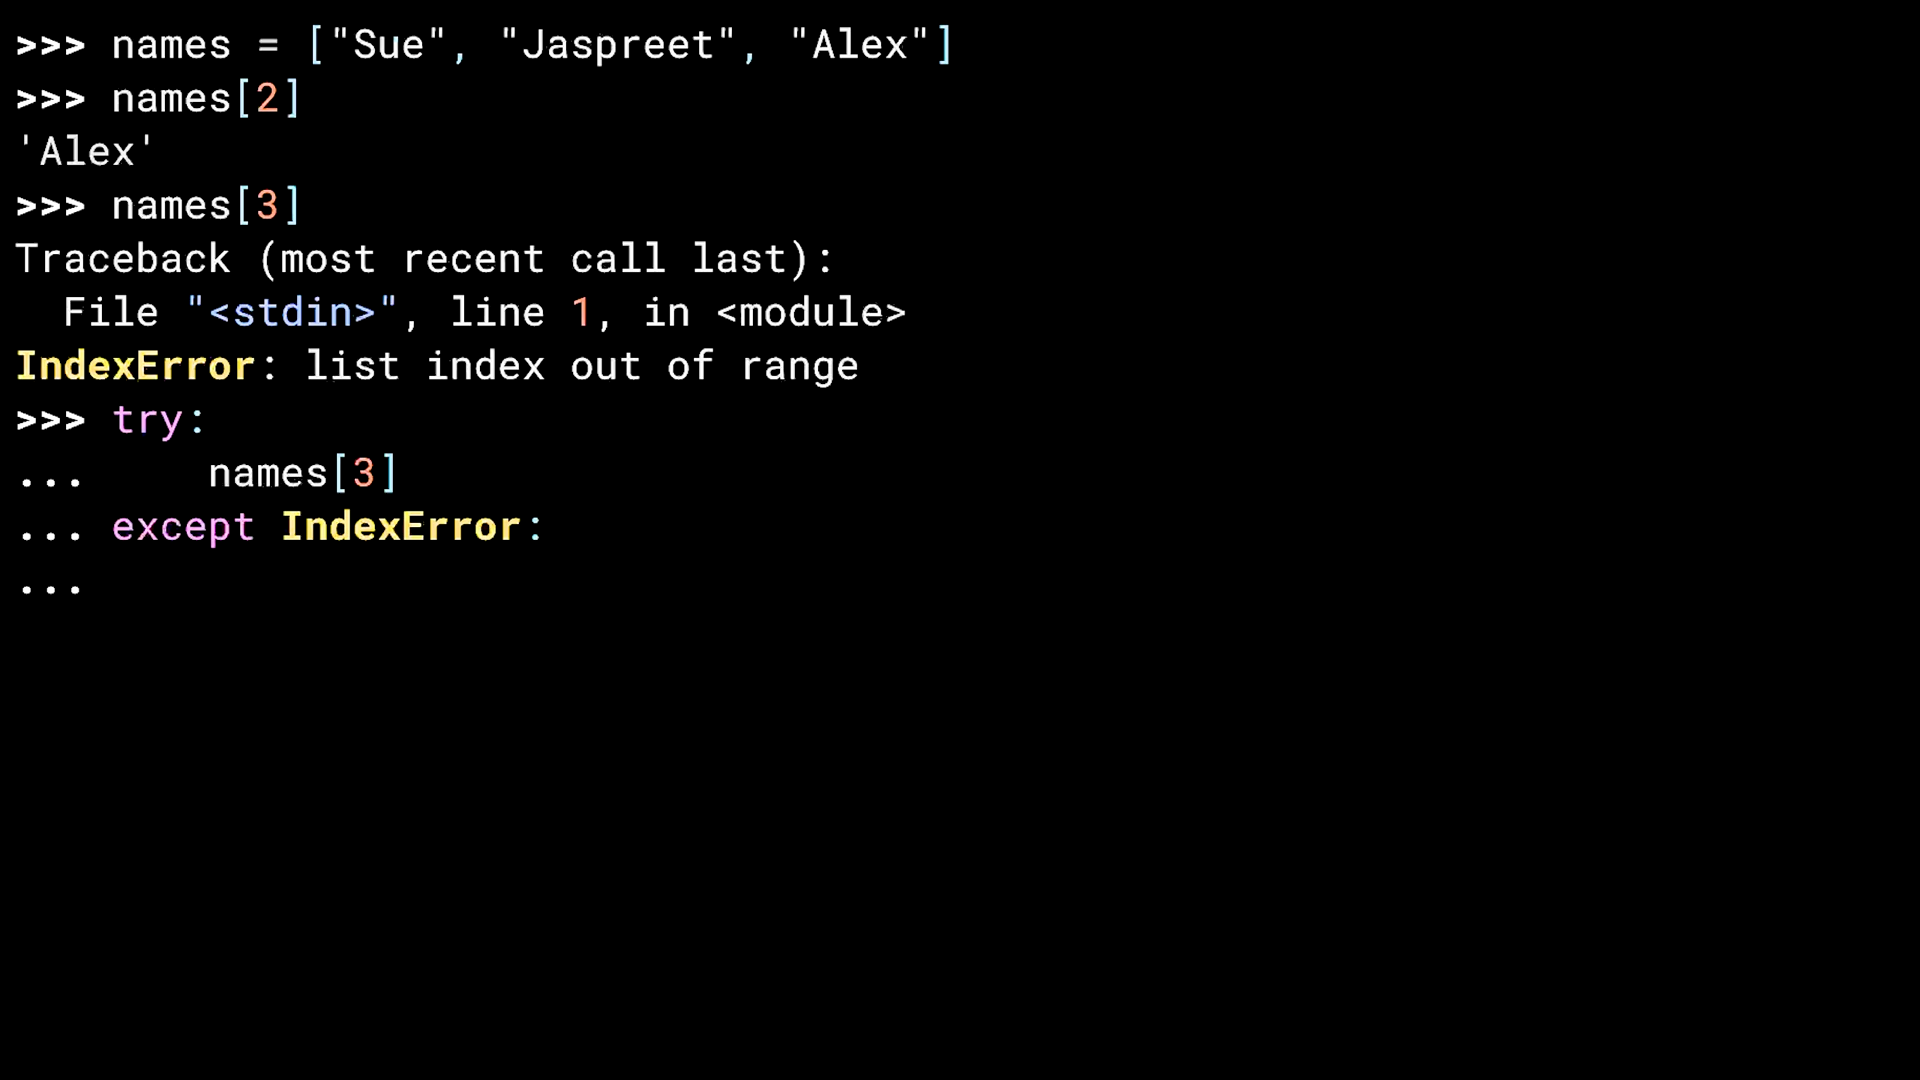 >>> names = ["Sue", "Jaspreet", "Alex"]
>>> names[2]
'Alex'
>>> names[3]
Traceback (most recent call last):
  File "<stdin>", line 1, in <module>
IndexError: list index out of range
>>> try:
...     names[3]
... except IndexError:
...